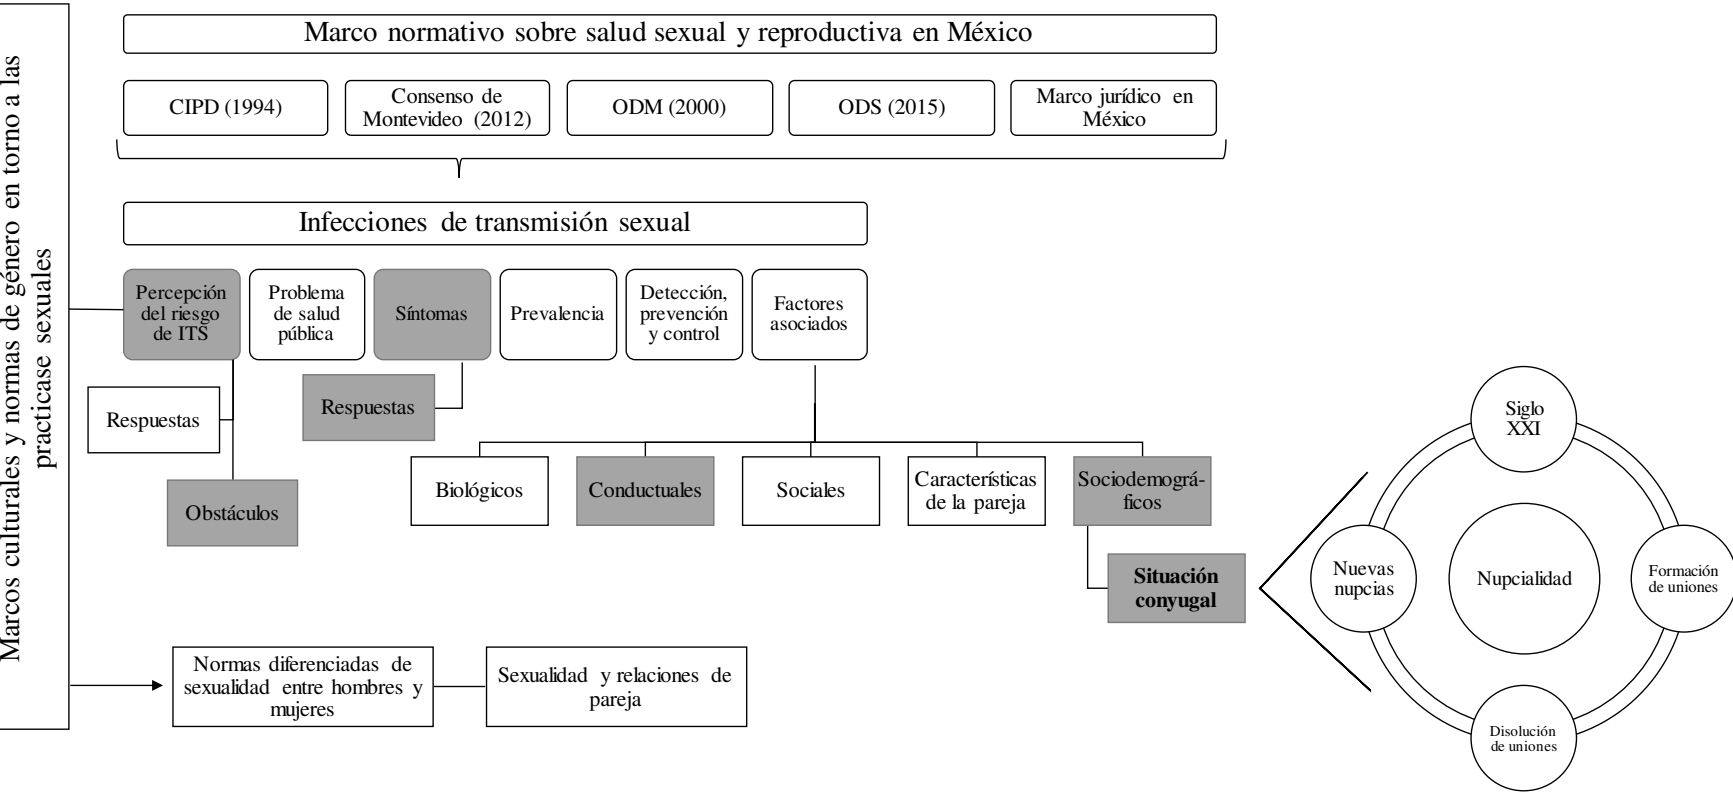 Marcos culturales y normas de género en torno a las
practicase sexuales
Marco normativo sobre salud sexual y reproductiva en México
CIPD (1994)
Consenso de
Montevideo (2012)
ODM (2000)
ODS (2015)
Marco jurídico en
México
Infecciones de transmisión sexual
Percepción
del riesgo
de ITS
Problema
de salud
pública
Síntomas
Prevalencia
Detección,
prevención
y control
Factores
asociados
Respuestas
Respuestas
Obstáculos
Biológicos
Conductuales
Sociales
Características
de la pareja
Sociodemográ-
ficos
Situación
conyugal
Siglo
XXI
Nuevas
nupcias
Nupcialidad
Formación
de uniones
Disolución
de uniones
Normas diferenciadas de
sexualidad entre hombres y
mujeres
Sexualidad y relaciones de
pareja